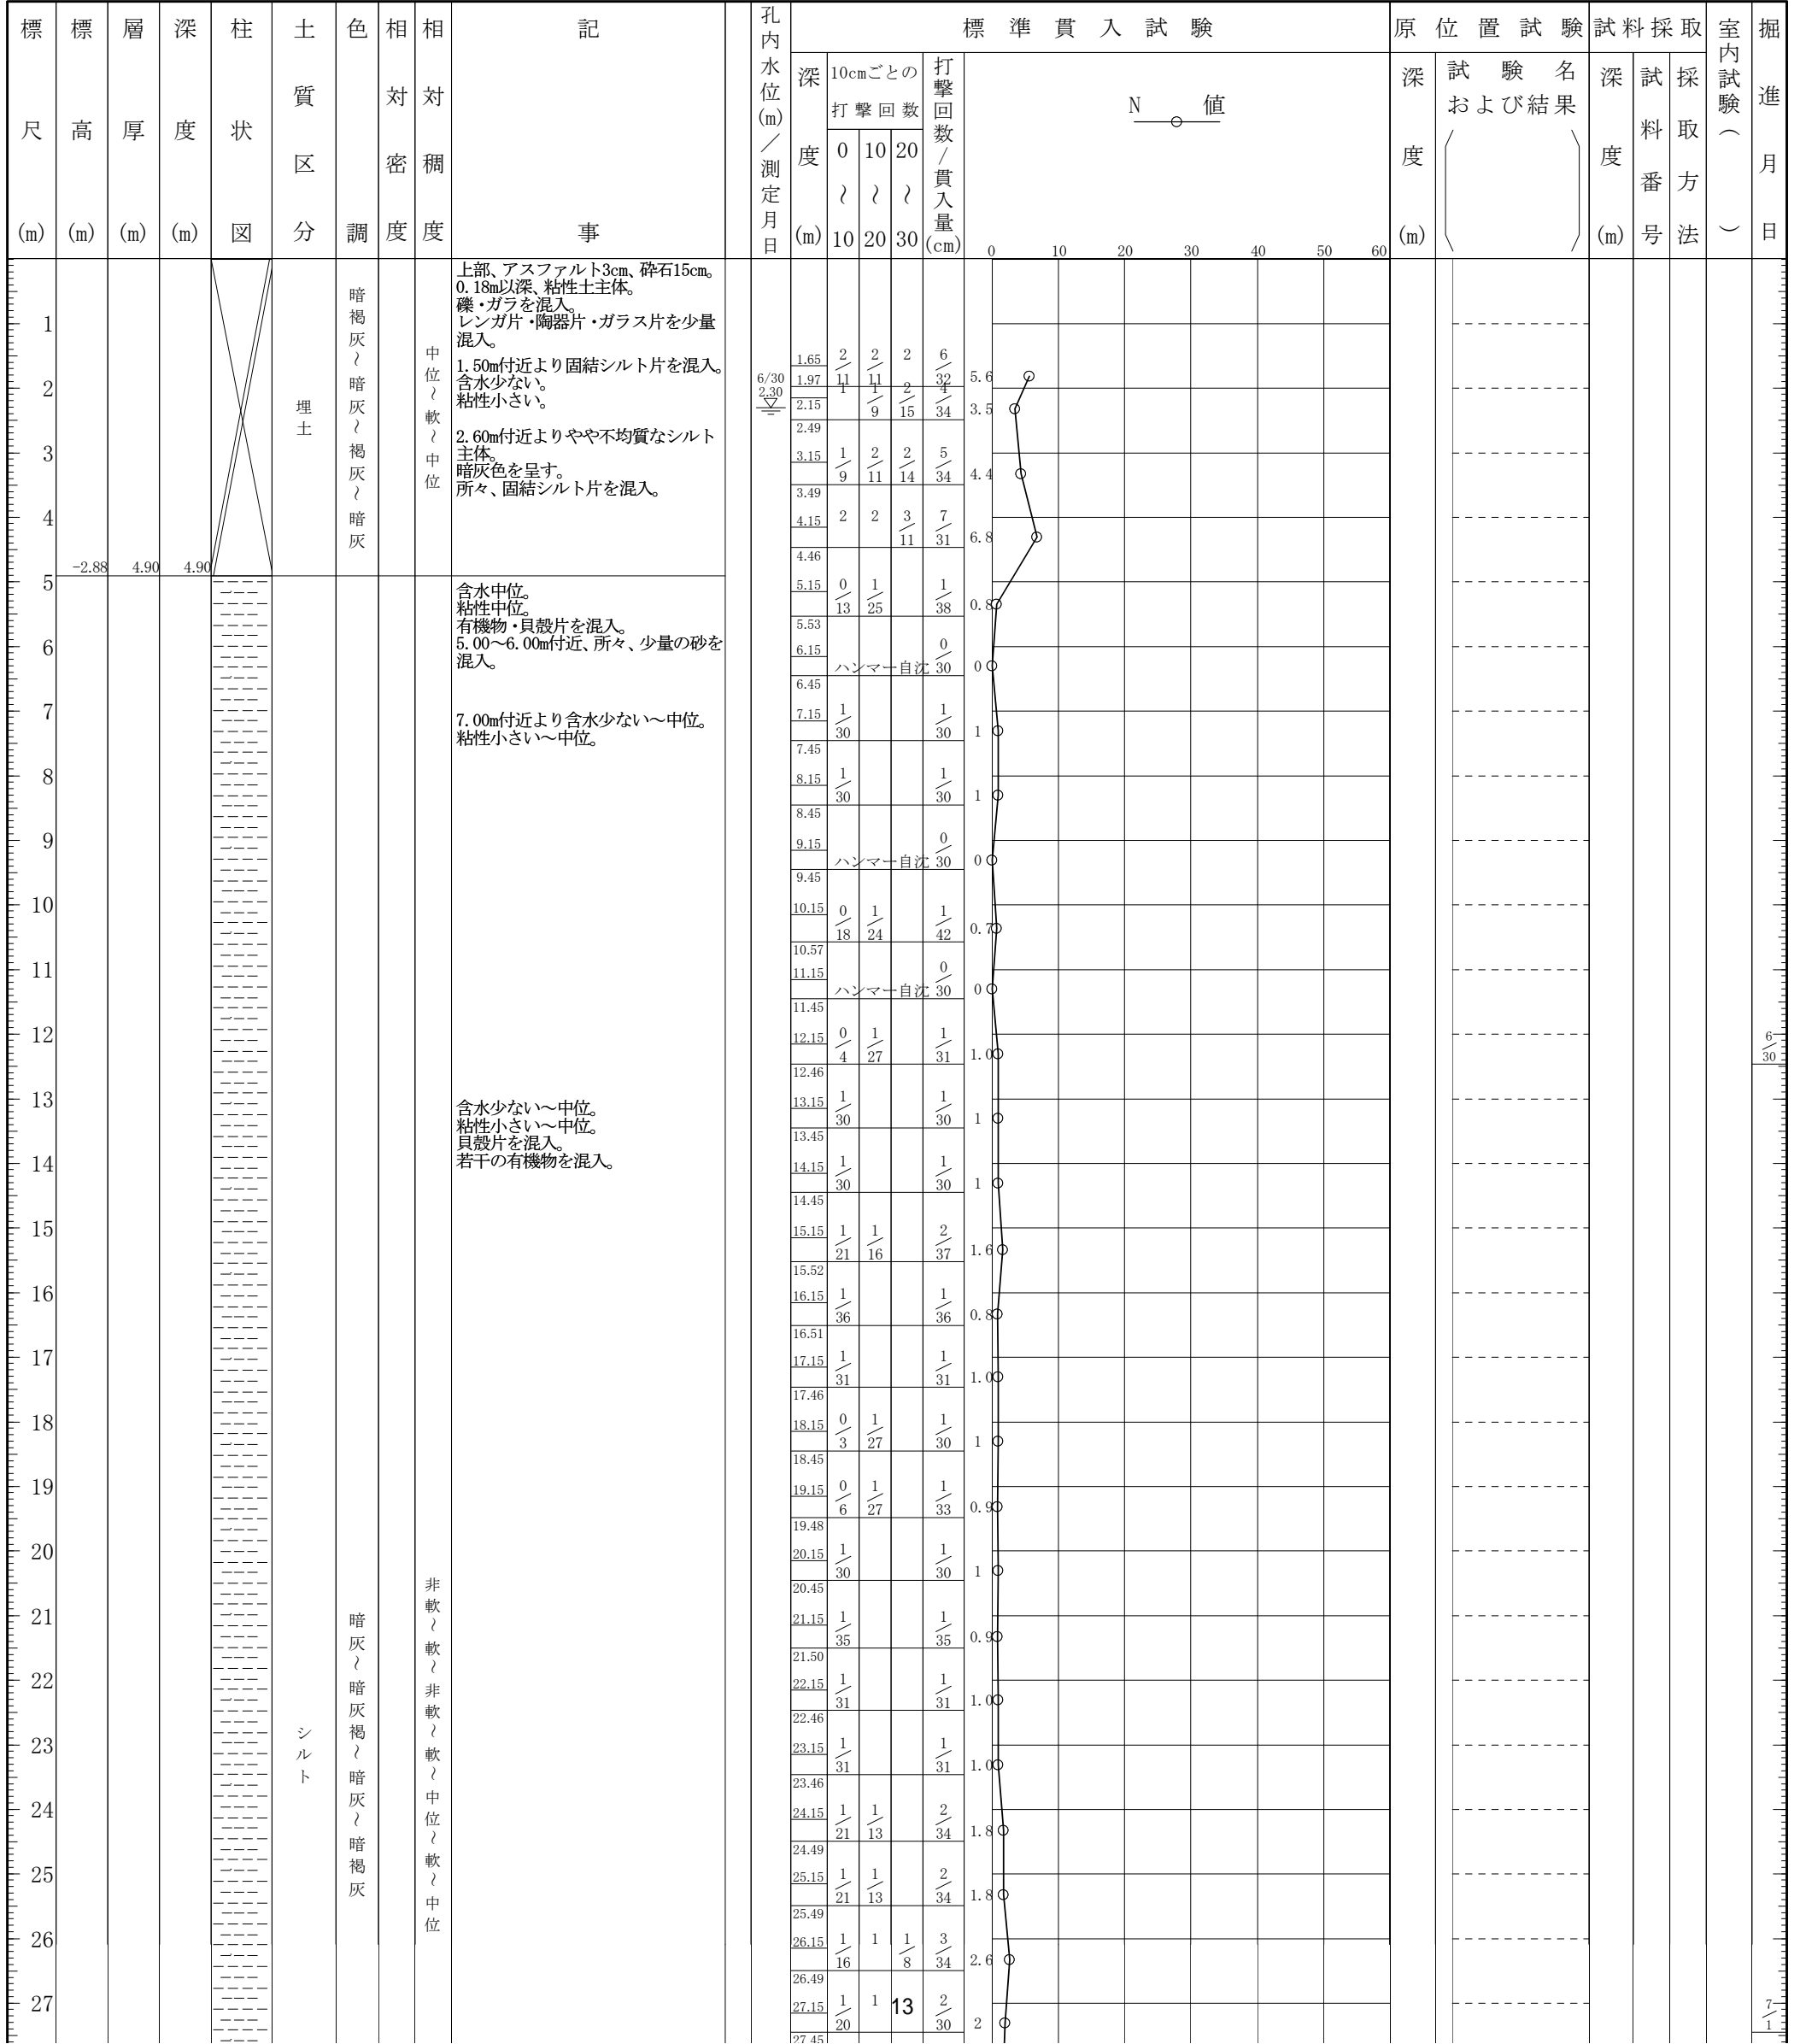 標尺(m)
標高(m)
層厚(m)
深度(m)
柱状図
土質区分
色調
相対密度
相対稠度
記事
孔内水位(m)／測定月日
標準貫入試験
深度(m)
10cmごとの
打撃回数
0～10
10～20
20～30
打撃回数/貫入量(cm)
N 値
0 10 20 30 40 50 60
原位置試験
深度(m)
試験名
および結果
試料採取
深度(m)
試料番号
採取方法
室内試験（ ）
掘進月日
1
2
3
4
5
6
7
8
9
10
11
12
13
14
15
16
17
18
19
20
21
22
23
24
25
26
27
-2.88 4.90 4.90
埋土
暗褐灰～暗灰～褐灰～暗灰
中位～軟～中位
上部、アスファルト3cm、砕石15cm。
0.18m以深、粘性土主体。
礫・ガラを混入。
レンガ片・陶器片・ガラス片を少量
混入。
1.50m付近より固結シルト片を混入。
含水少ない。
粘性小さい。
2.60m付近よりやや不均質なシルト
主体。
暗灰色を呈す。
所々、固結シルト片を混入。
シルト
暗灰～暗灰褐～暗灰～暗褐灰
非軟～軟～非軟～軟～中位～軟～中位
含水中位。
粘性中位。
有機物・貝殻片を混入。
5.00～6.00m付近、所々、少量の砂を
混入。
7.00m付近より含水少ない～中位。
粘性小さい～中位。
含水少ない～中位。
粘性小さい～中位。
貝殻片を混入。
若干の有機物を混入。
6/30
2.30
1.65 2/11 2/11 2 6/32 5.6
1.97
2.15 1 1/9 2/15 4/34 3.5
2.49
3.15 1/9 2/11 2/14 5/34 4.4
3.49
4.15 2 2 3/11 7/31 6.8
4.46
5.15 0/13 1/25 1/38 0.8
5.53
6.15 ハンマー自沈 0/30 0
6.45
7.15 1/30 1/30 1
7.45
8.15 1/30 1/30 1
8.45
9.15 ハンマー自沈 0/30 0
9.45
10.15 0/18 1/24 1/42 0.7
10.57
11.15 ハンマー自沈 0/30 0
11.45
12.15 0/4 1/27 1/31 1.0
12.46
13.15 1/30 1/30 1
13.45
14.15 1/30 1/30 1
14.45
15.15 1/21 1/16 2/37 1.6
15.52
16.15 1/36 1/36 0.8
16.51
17.15 1/31 1/31 1.0
17.46
18.15 0/3 1/27 1/30 1
18.45
19.15 0/6 1/27 1/33 0.9
19.48
20.15 1/30 1/30 1
20.45
21.15 1/35 1/35 0.9
21.50
22.15 1/31 1/31 1.0
22.46
23.15 1/31 1/31 1.0
23.46
24.15 1/21 1/13 2/34 1.8
24.49
25.15 1/21 1/13 2/34 1.8
25.49
26.15 1/16 1 1/8 3/34 2.6
26.49
27.15 1/20 1 13 2/30 2
27.45
6/30
7/1